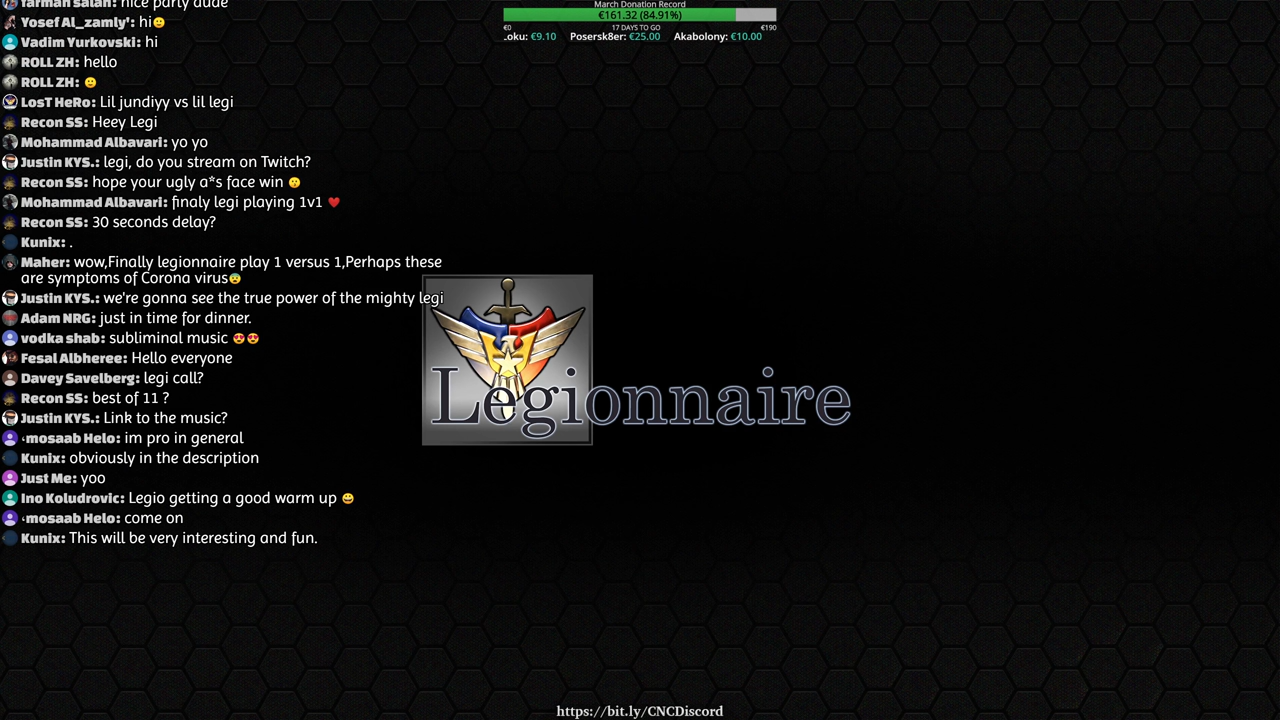 March Donation Record
€161.32 (84.91%)
€0 17 DAYS TO GO €190
.oku: €9.10 Posersk8er: €25.00 Akabolony: €10.00
farman salah: nice party dude
Yosef Al_zamly': hi🙂
Vadim Yurkovski: hi
ROLL ZH: hello
ROLL ZH: 🙂
LosT HeRo: Lil jundiyy vs lil legi
Recon SS: Heey Legi
Mohammad Albavari: yo yo
Justin KYS.: legi, do you stream on Twitch?
Recon SS: hope your ugly a*s face win 😗
Mohammad Albavari: finaly legi playing 1v1 ♥
Recon SS: 30 seconds delay?
Kunix: .
Maher: wow,Finally legionnaire play 1 versus 1,Perhaps these
are symptoms of Corona virus😨
Justin KYS.: we're gonna see the true power of the mighty legi
Adam NRG: just in time for dinner.
vodka shab: subliminal music 😍😍
Fesal Albheree: Hello everyone
Davey Savelberg: legi call?
Recon SS: best of 11 ?
Justin KYS.: Link to the music?
mosaab Helo: im pro in general
Kunix: obviously in the description
Just Me: yoo
Ino Koludrovic: Legio getting a good warm up 😀
mosaab Helo: come on
Kunix: This will be very interesting and fun.
Legionnaire
https://bit.ly/CNCDiscord